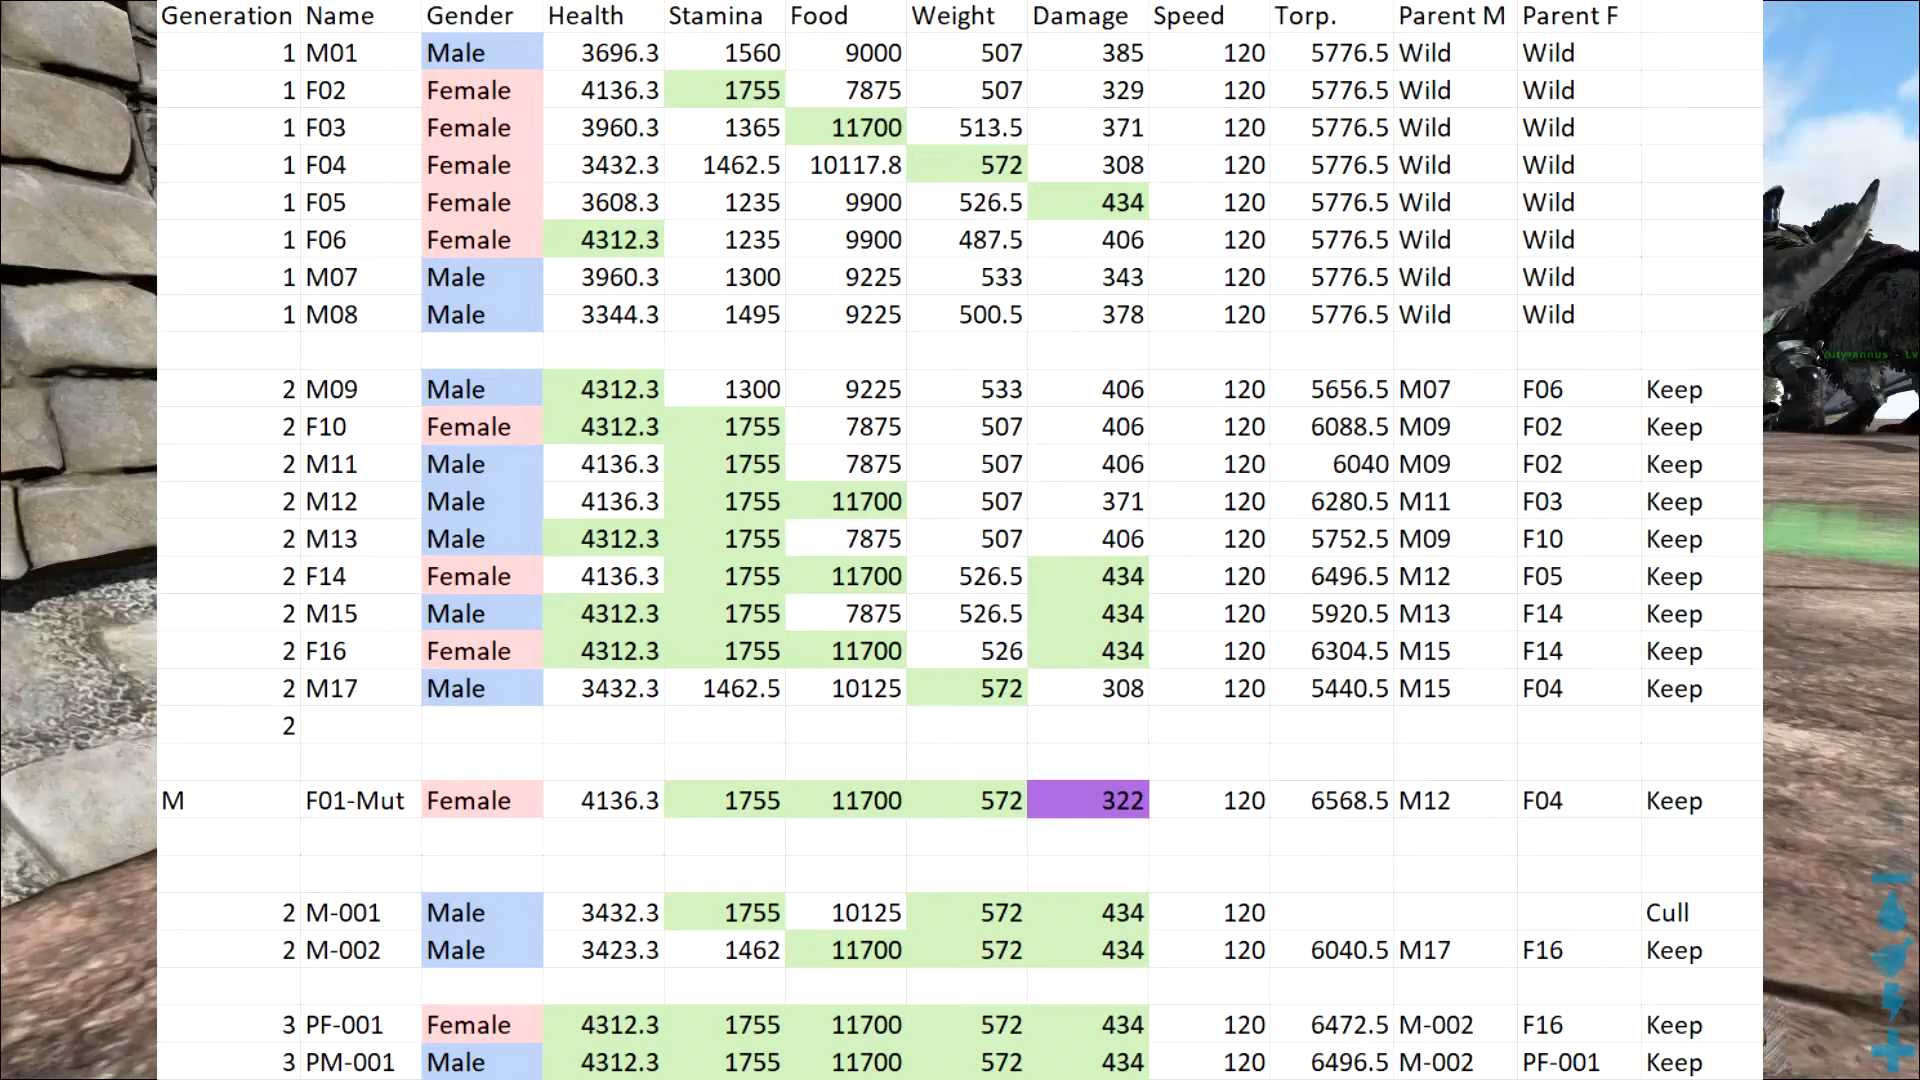 Generation Name Gender Health Stamina Food Weight Damage Speed Torp. Parent M Parent F
1 M01 Male 3696.3 1560 9000 507 385 120 5776.5 Wild Wild
1 F02 Female 4136.3 1755 7875 507 329 120 5776.5 Wild Wild
1 F03 Female 3960.3 1365 11700 513.5 371 120 5776.5 Wild Wild
1 F04 Female 3432.3 1462.5 10117.8 572 308 120 5776.5 Wild Wild
1 F05 Female 3608.3 1235 9900 526.5 434 120 5776.5 Wild Wild
1 F06 Female 4312.3 1235 9900 487.5 406 120 5776.5 Wild Wild
1 M07 Male 3960.3 1300 9225 533 343 120 5776.5 Wild Wild
1 M08 Male 3344.3 1495 9225 500.5 378 120 5776.5 Wild Wild
Yutyrannus - Lv
2 M09 Male 4312.3 1300 9225 533 406 120 5656.5 M07 F06 Keep
2 F10 Female 4312.3 1755 7875 507 406 120 6088.5 M09 F02 Keep
2 M11 Male 4136.3 1755 7875 507 406 120 6040 M09 F02 Keep
2 M12 Male 4136.3 1755 11700 507 371 120 6280.5 M11 F03 Keep
2 M13 Male 4312.3 1755 7875 507 406 120 5752.5 M09 F10 Keep
2 F14 Female 4136.3 1755 11700 526.5 434 120 6496.5 M12 F05 Keep
2 M15 Male 4312.3 1755 7875 526.5 434 120 5920.5 M13 F14 Keep
2 F16 Female 4312.3 1755 11700 526 434 120 6304.5 M15 F14 Keep
2 M17 Male 3432.3 1462.5 10125 572 308 120 5440.5 M15 F04 Keep
2
M F01-Mut Female 4136.3 1755 11700 572 322 120 6568.5 M12 F04 Keep
2 M-001 Male 3432.3 1755 10125 572 434 120 Cull
2 M-002 Male 3423.3 1462 11700 572 434 120 6040.5 M17 F16 Keep
3 PF-001 Female 4312.3 1755 11700 572 434 120 6472.5 M-002 F16 Keep
3 PM-001 Male 4312.3 1755 11700 572 434 120 6496.5 M-002 PF-001 Keep